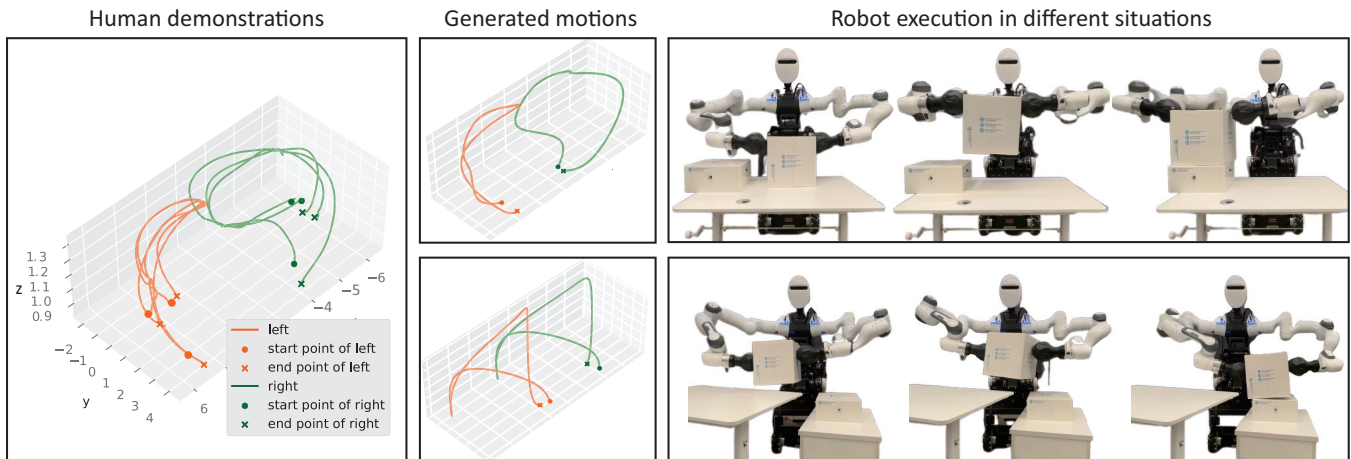 Human demonstrations
Generated motions
Robot execution in different situations
1.3
1.2
1.1
1.0
0.9
z
−2
−1
0
1
2
3
4
y
6
−4
−5
−6
left
start point of left
end point of left
right
start point of right
end point of right